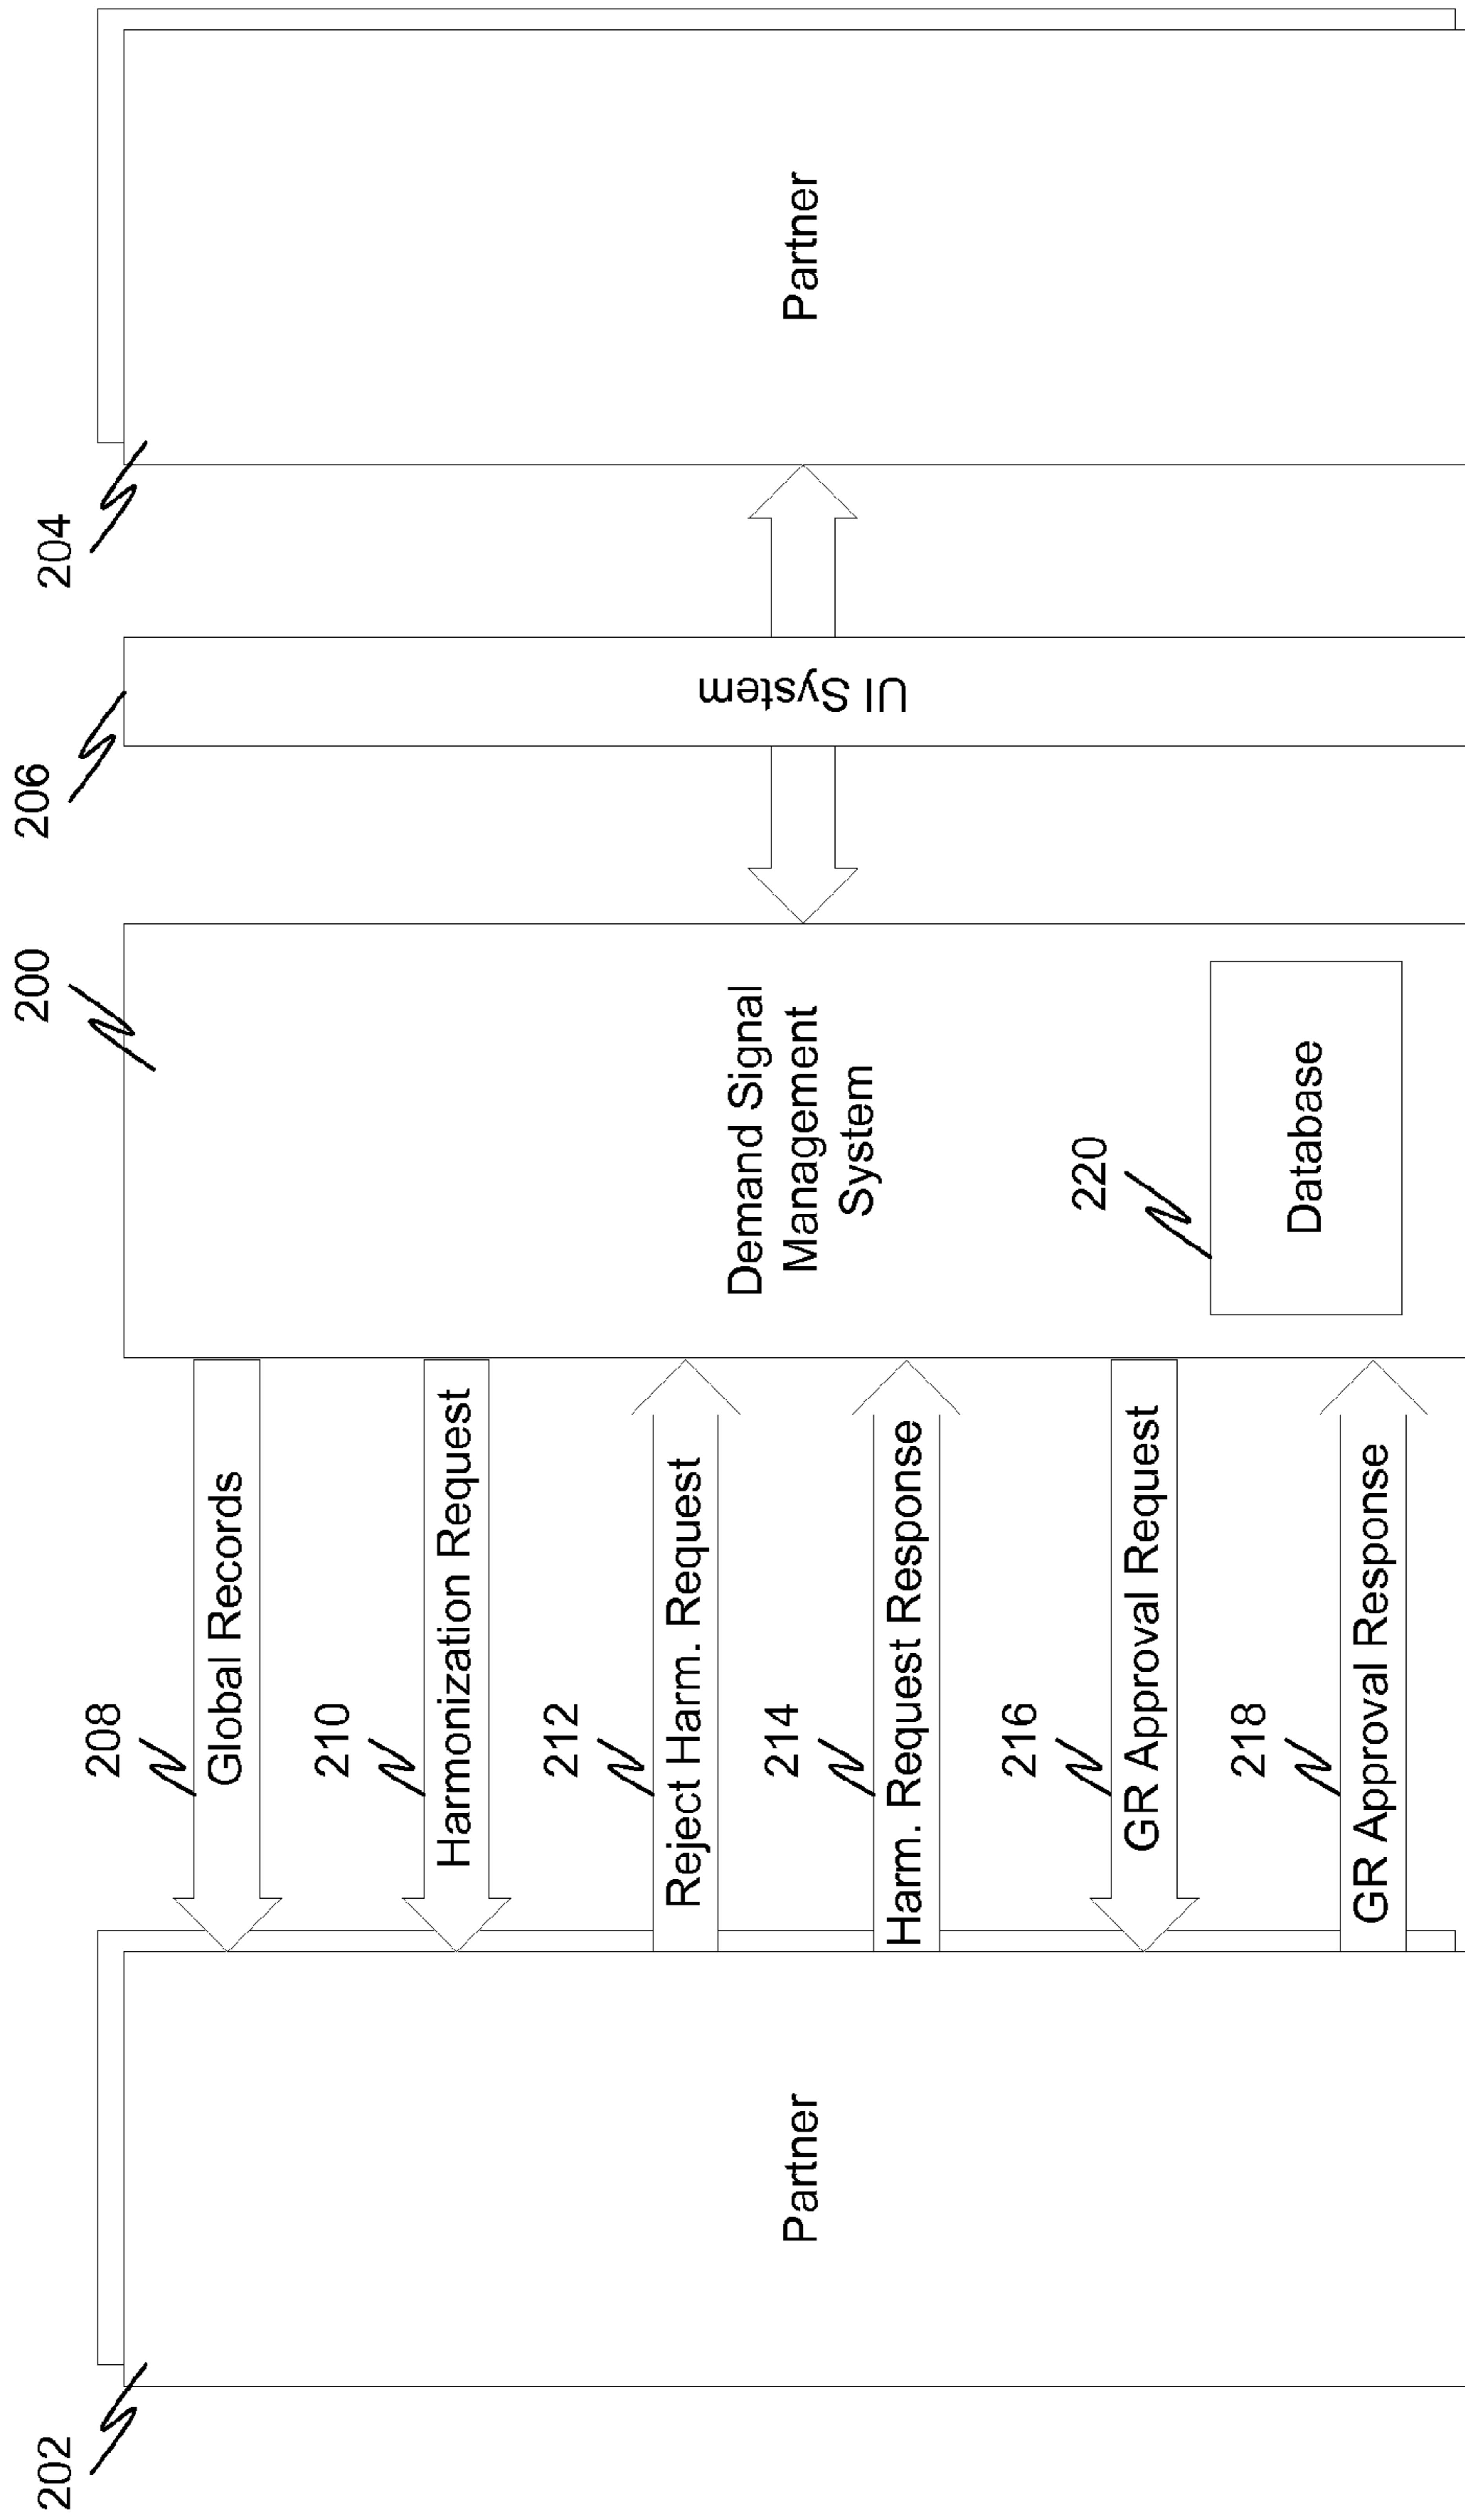 202
Partner
208
Global Records
210
Harmonization Request
212
Reject Harm. Request
214
Harm. Request Response
216
GR Approval Request
218
GR Approval Response
200
Demand Signal
Management
System
220
Database
206
UI System
204
Partner